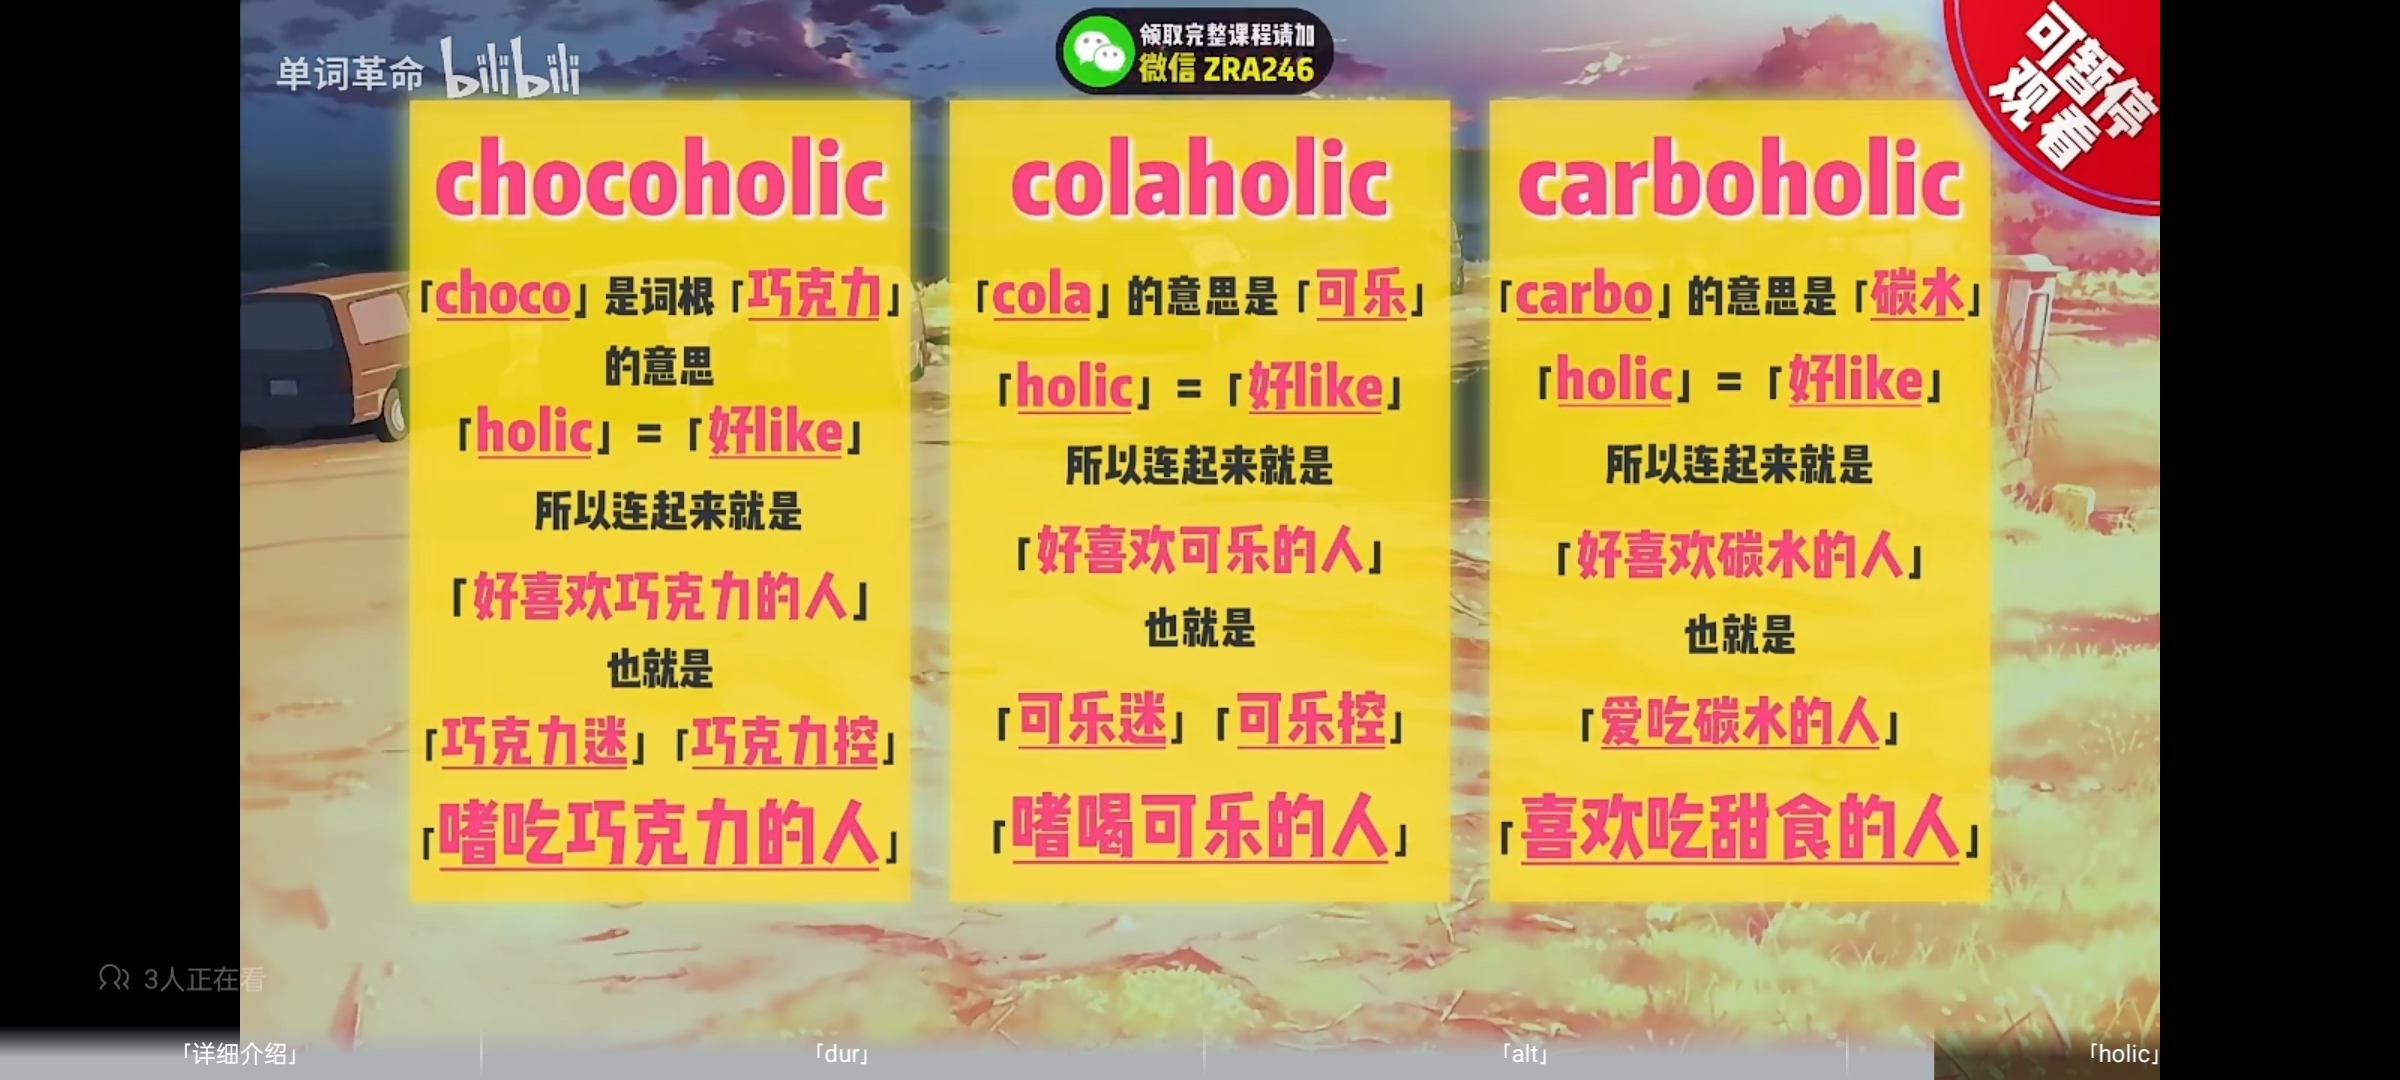 单词革命 bilibili
领取完整课程请加
微信 ZRA246
可暂停
观看
chocoholic
「choco」是词根「巧克力」
的意思
「holic」=「好like」
所以连起来就是
「好喜欢巧克力的人」
也就是
「巧克力迷」「巧克力控」
「嗜吃巧克力的人」
colaholic
「cola」的意思是「可乐」
「holic」=「好like」
所以连起来就是
「好喜欢可乐的人」
也就是
「可乐迷」「可乐控」
「嗜喝可乐的人」
carboholic
「carbo」的意思是「碳水」
「holic」=「好like」
所以连起来就是
「好喜欢碳水的人」
也就是
「爱吃碳水的人」
「喜欢吃甜食的人」
3人正在看
「详细介绍」 「dur」 「alt」 「holic」